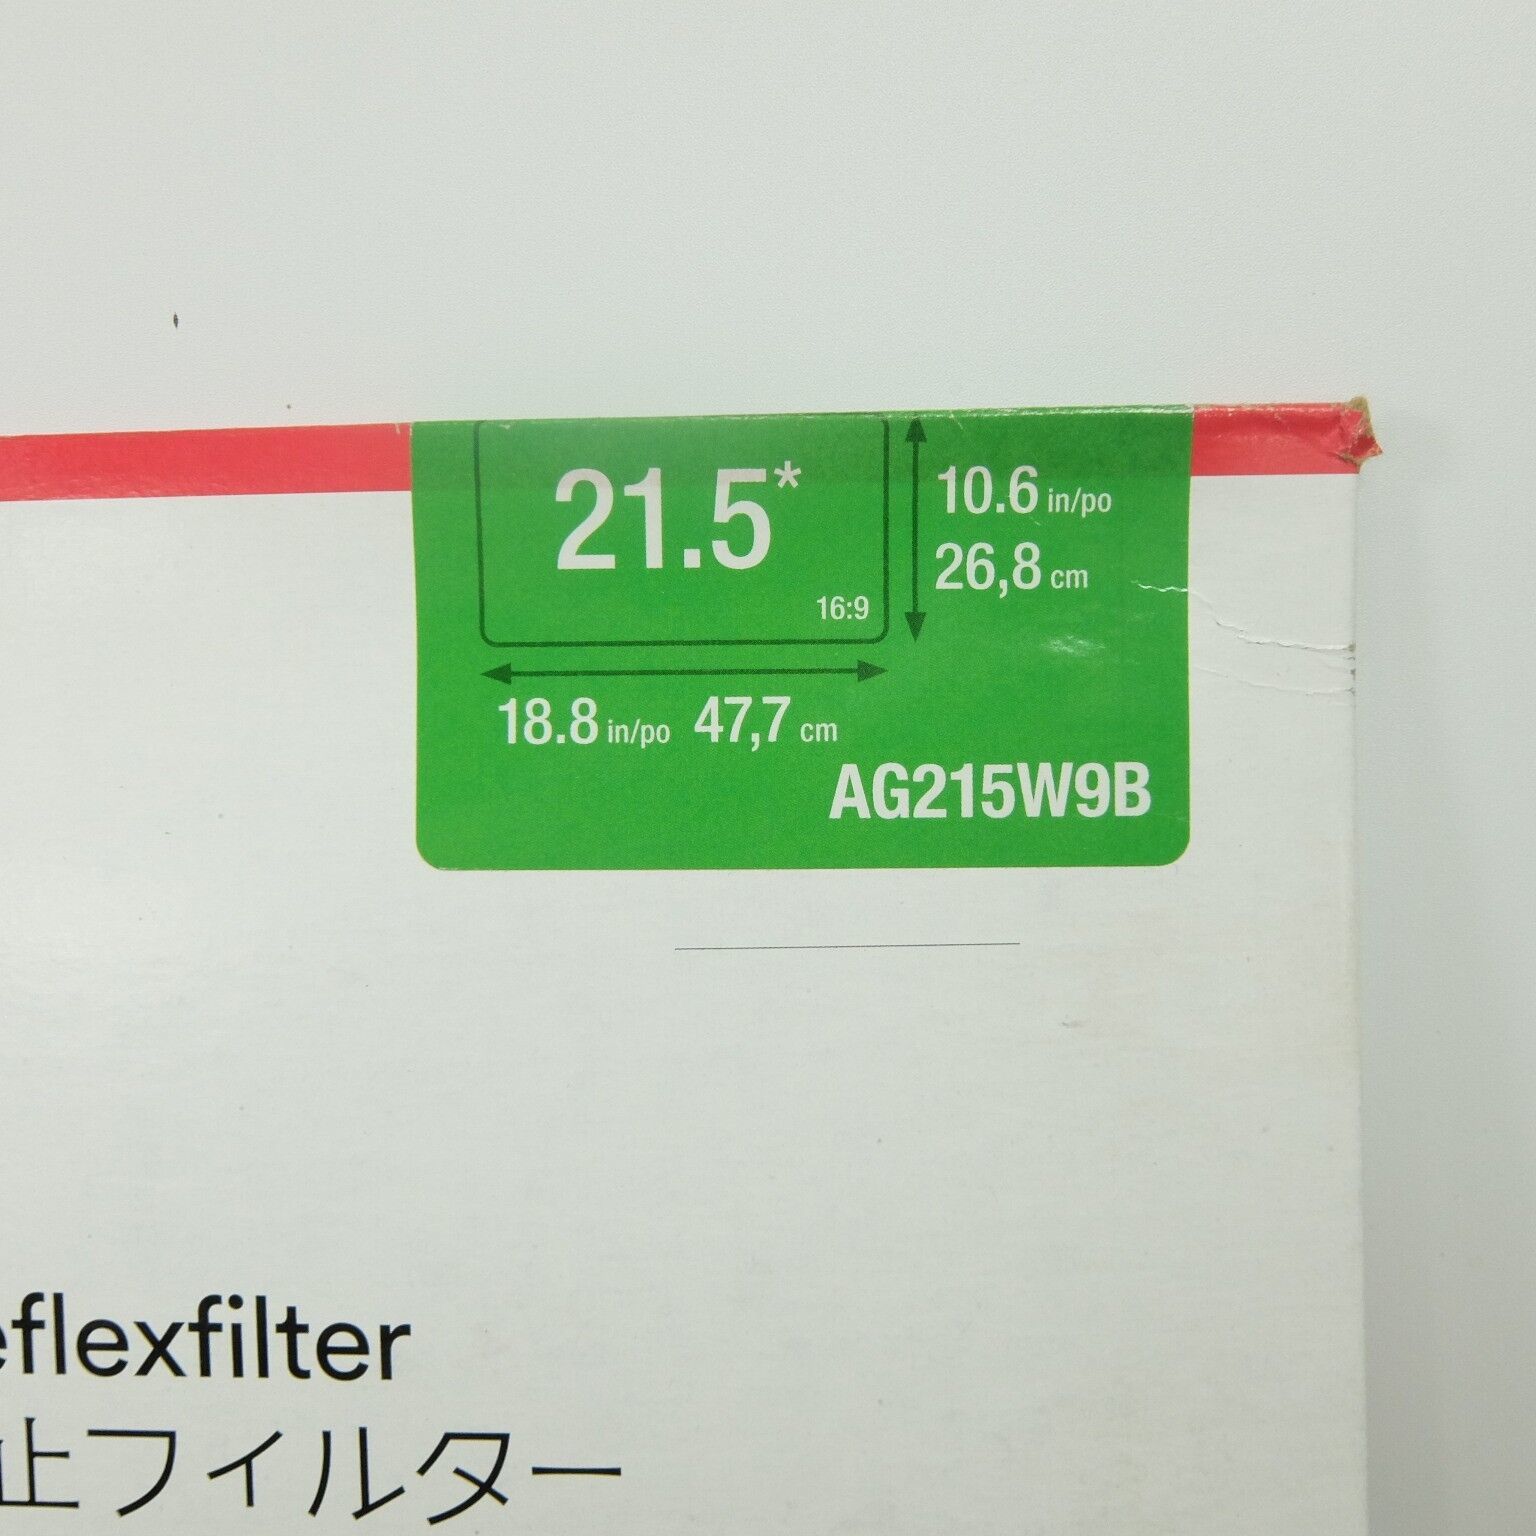 21.5*
16:9
10.6 in/po
26,8 cm
18.8 in/po 47,7 cm
AG215W9B
eflexfilter
止フィルター